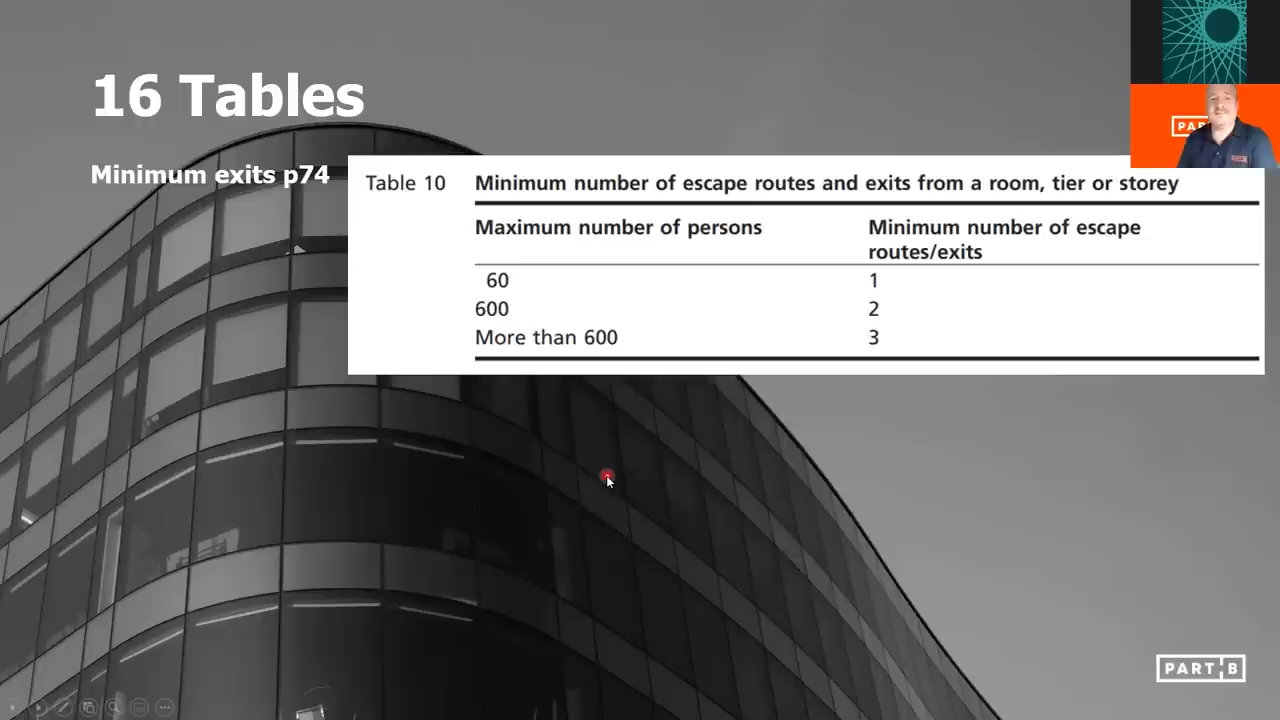 16 Tables
Minimum exits p74
Table 10 Minimum number of escape routes and exits from a room, tier or storey
Maximum number of persons Minimum number of escape
routes/exits
60 1
600 2
More than 600 3
PART B